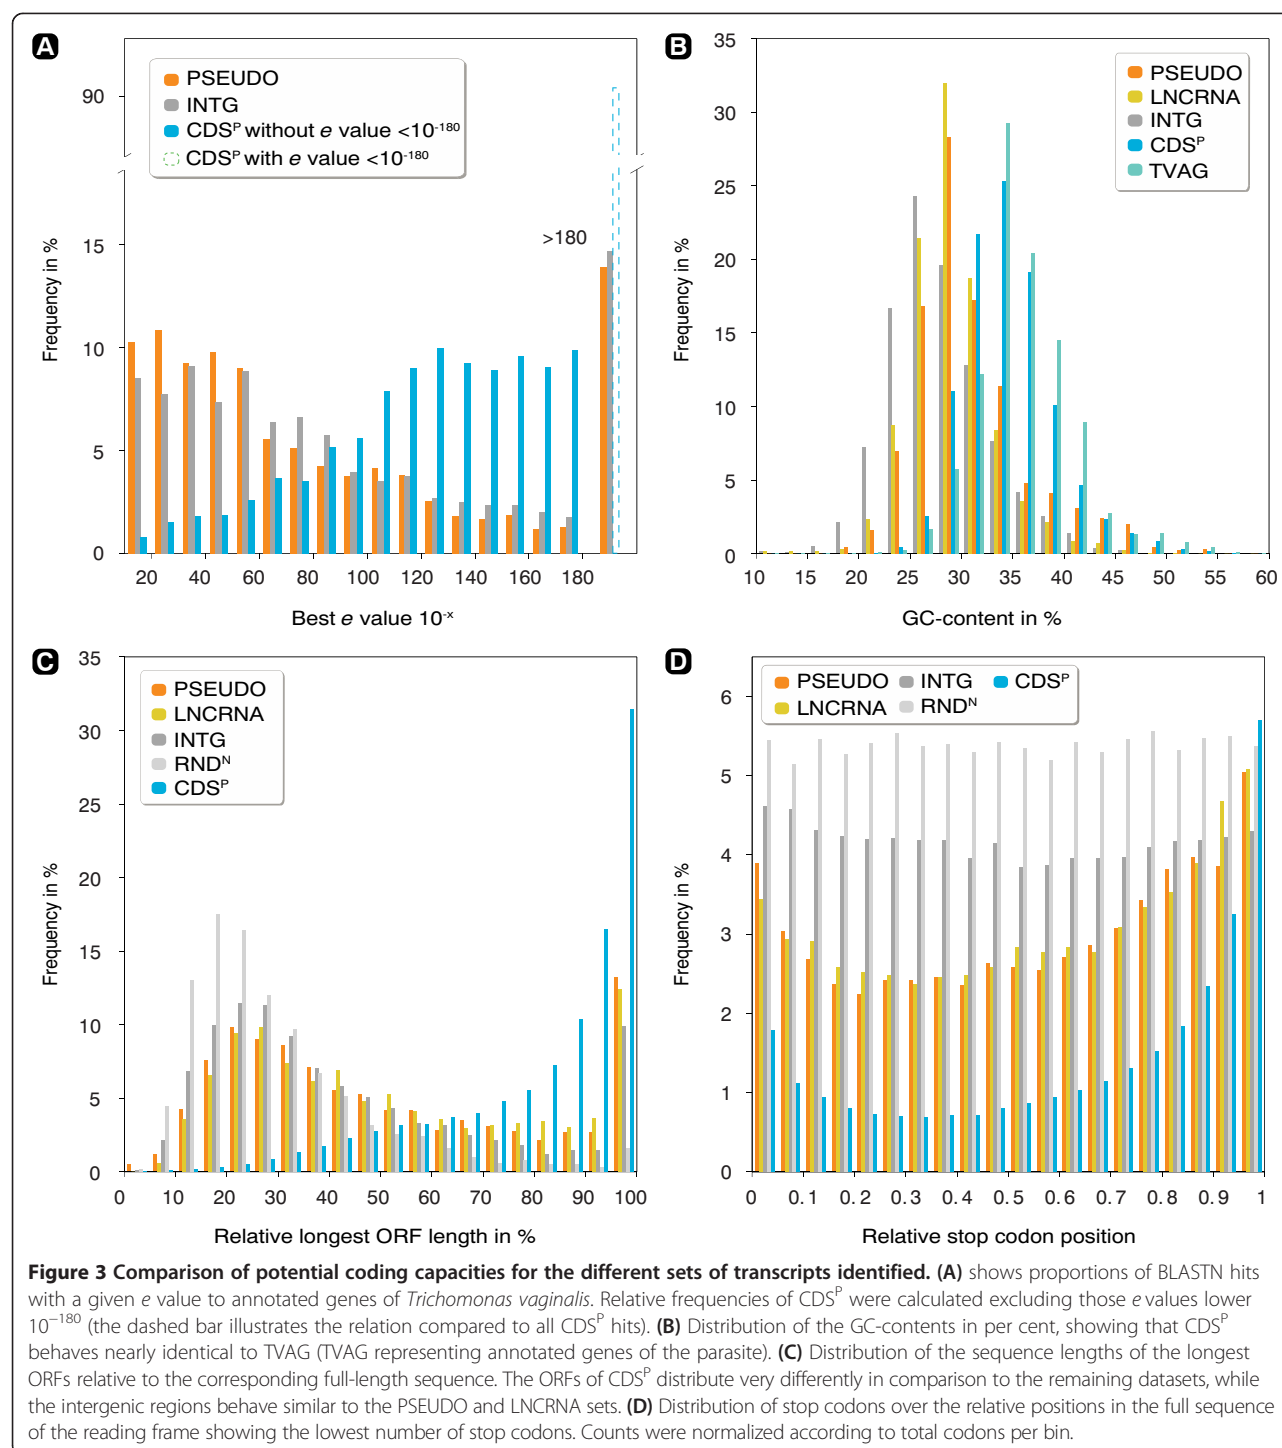 A
PSEUDO
INTG
CDSᴾ without e value <10⁻¹⁸⁰
CDSᴾ with e value <10⁻¹⁸⁰
90
15
10
5
0
>180
Frequency in %
20 40 60 80 100 120 140 160 180
Best e value 10⁻ˣ
B
PSEUDO
LNCRNA
INTG
CDSᴾ
TVAG
35
30
25
20
15
10
5
0
Frequency in %
10 15 20 25 30 35 40 45 50 55 60
GC-content in %
C
PSEUDO
LNCRNA
INTG
RNDᴺ
CDSᴾ
35
30
25
20
15
10
5
0
Frequency in %
0 10 20 30 40 50 60 70 80 90 100
Relative longest ORF length in %
D
PSEUDO INTG CDSᴾ
LNCRNA RNDᴺ
6
5
4
3
2
1
0
Frequency in %
0 0.1 0.2 0.3 0.4 0.5 0.6 0.7 0.8 0.9 1
Relative stop codon position
Figure 3 Comparison of potential coding capacities for the different sets of transcripts identified. (A) shows proportions of BLASTN hits
with a given e value to annotated genes of Trichomonas vaginalis. Relative frequencies of CDSᴾ were calculated excluding those e values lower
10⁻¹⁸⁰ (the dashed bar illustrates the relation compared to all CDSᴾ hits). (B) Distribution of the GC-contents in per cent, showing that CDSᴾ
behaves nearly identical to TVAG (TVAG representing annotated genes of the parasite). (C) Distribution of the sequence lengths of the longest
ORFs relative to the corresponding full-length sequence. The ORFs of CDSᴾ distribute very differently in comparison to the remaining datasets, while
the intergenic regions behave similar to the PSEUDO and LNCRNA sets. (D) Distribution of stop codons over the relative positions in the full sequence
of the reading frame showing the lowest number of stop codons. Counts were normalized according to total codons per bin.